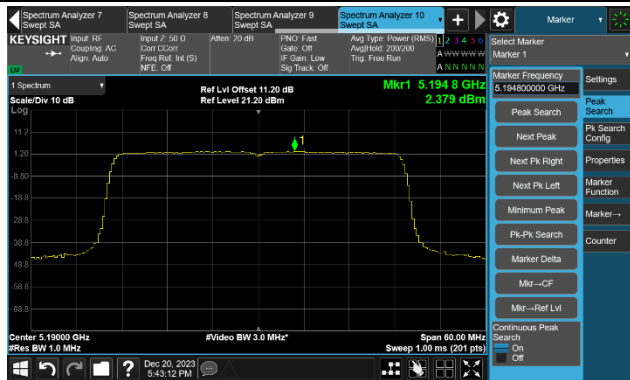 Spectrum Analyzer 7
Swept SA
Spectrum Analyzer 8
Swept SA
Spectrum Analyzer 9
Swept SA
Spectrum Analyzer 10
Swept SA
Marker
KEYSIGHT
Input: RF
Coupling: AC
Align: Auto
Input Z: 50 Ω
Corr CCorr
Freq Ref: Int (S)
NFE: Off
Atten: 20 dB
PNO: Fast
Gate: Off
IF Gain: Low
Sig Track: Off
Avg Type: Power (RMS)
Avg|Hold: 200/200
Trig: Free Run
1 2 3 4 5 6
A W W W W W
A N N N N N
LV
Select Marker
Marker 1
1 Spectrum
Scale/Div 10 dB
Log
Ref Lvl Offset 11.20 dB
Ref Level 21.20 dBm
Mkr1 5.194 8 GHz
2.379 dBm
11.2
1.20
-8.80
-18.8
-28.8
-38.8
-48.8
-58.8
-68.8
1
Center 5.19000 GHz
#Res BW 1.0 MHz
#Video BW 3.0 MHz*
Span 60.00 MHz
Sweep 1.00 ms (201 pts)
Marker Frequency
5.194800000 GHz
Peak Search
Next Peak
Next Pk Right
Next Pk Left
Minimum Peak
Pk-Pk Search
Marker Delta
Mkr→CF
Mkr→Ref Lvl
Continuous Peak
Search
On
Off
Settings
Peak
Search
Pk Search
Config
Properties
Marker
Function
Marker→
Counter
?
Dec 20, 2023
5:43:12 PM